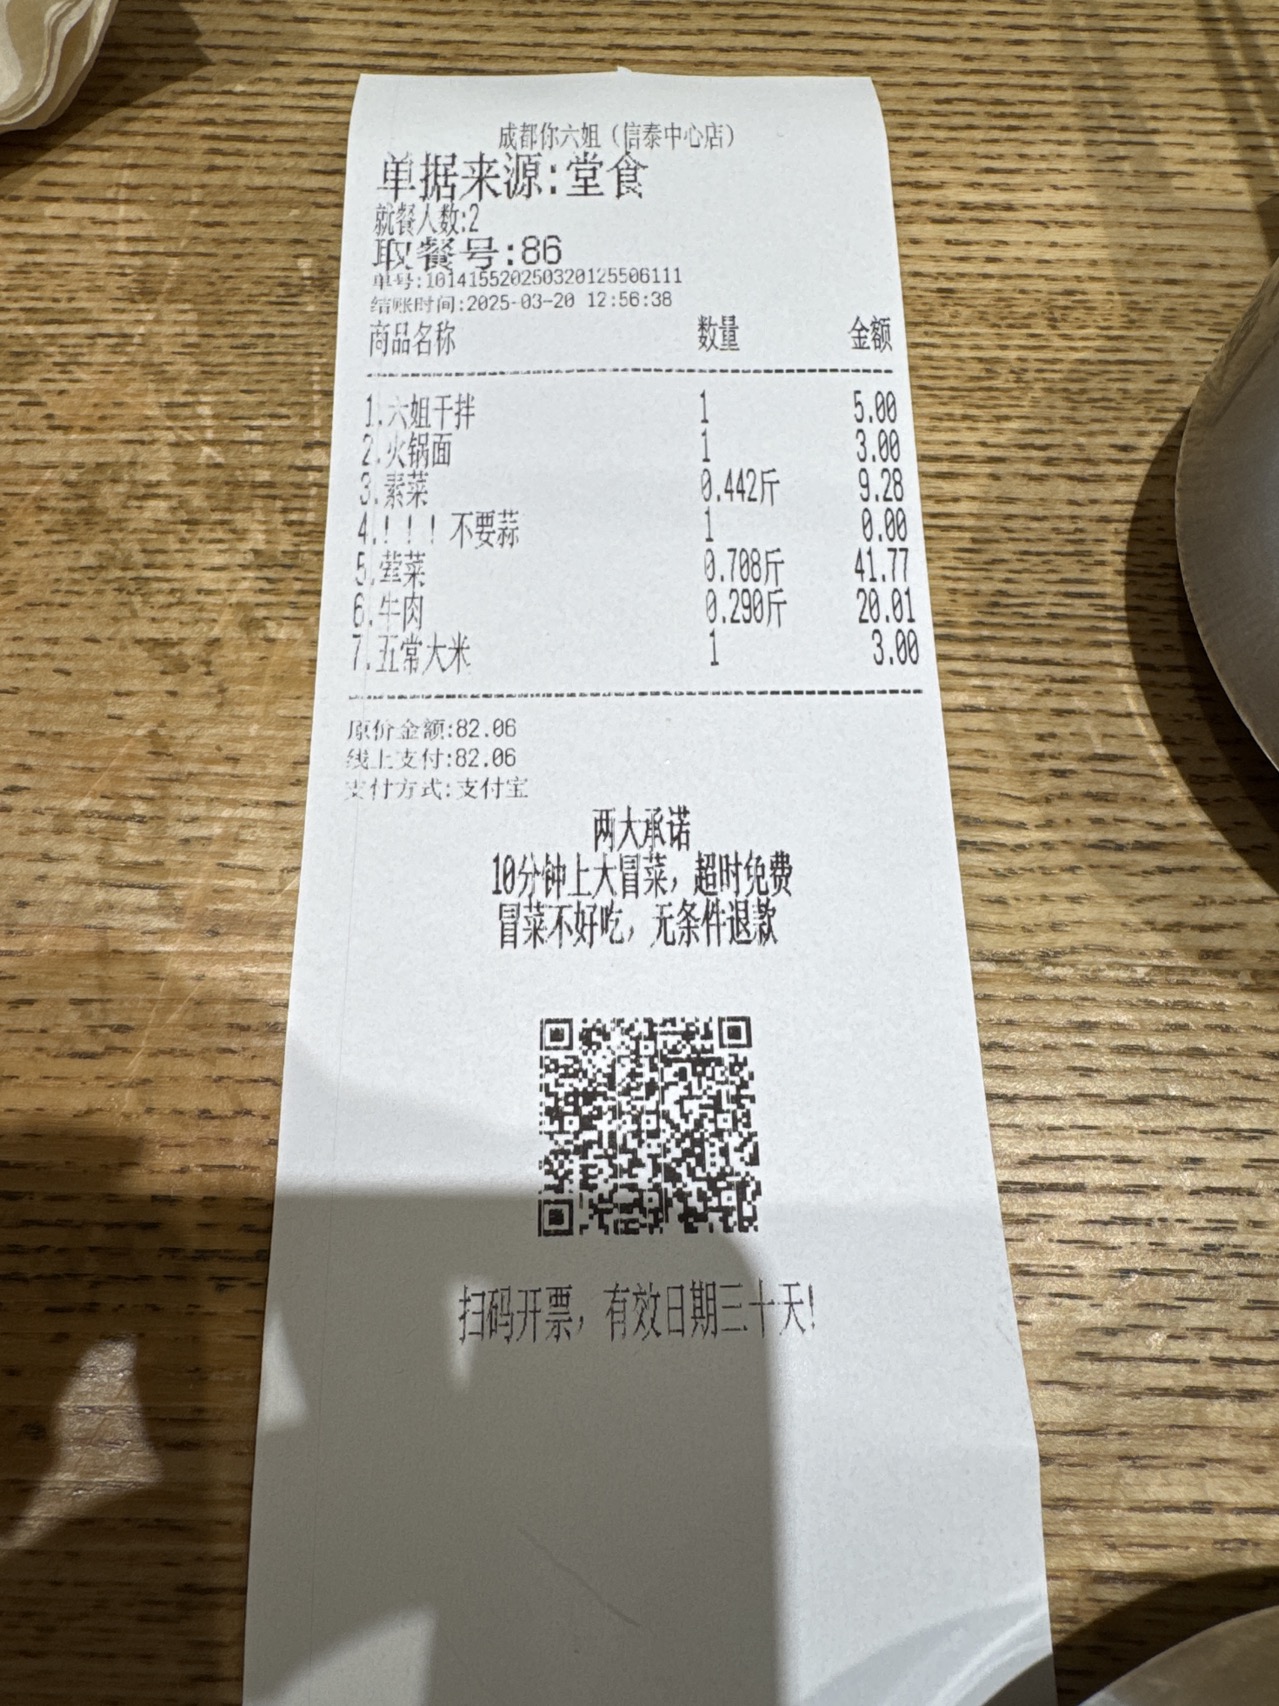 成都你六姐（信泰中心店）
单据来源:堂食
就餐人数:2
取餐号:86
单号:101415520250320125506111
结账时间:2025-03-20 12:56:38
商品名称 数量 金额
1.六姐干拌 1 5.00
2.火锅面 1 3.00
3.素菜 0.442斤 9.28
4.！！！不要蒜 1 0.00
5.荤菜 0.708斤 41.77
6.牛肉 0.290斤 20.01
7.五常大米 1 3.00
原价金额:82.06
线上支付:82.06
支付方式:支付宝
两大承诺
10分钟上大冒菜，超时免费
冒菜不好吃，无条件退款
扫码开票，有效日期三十天!